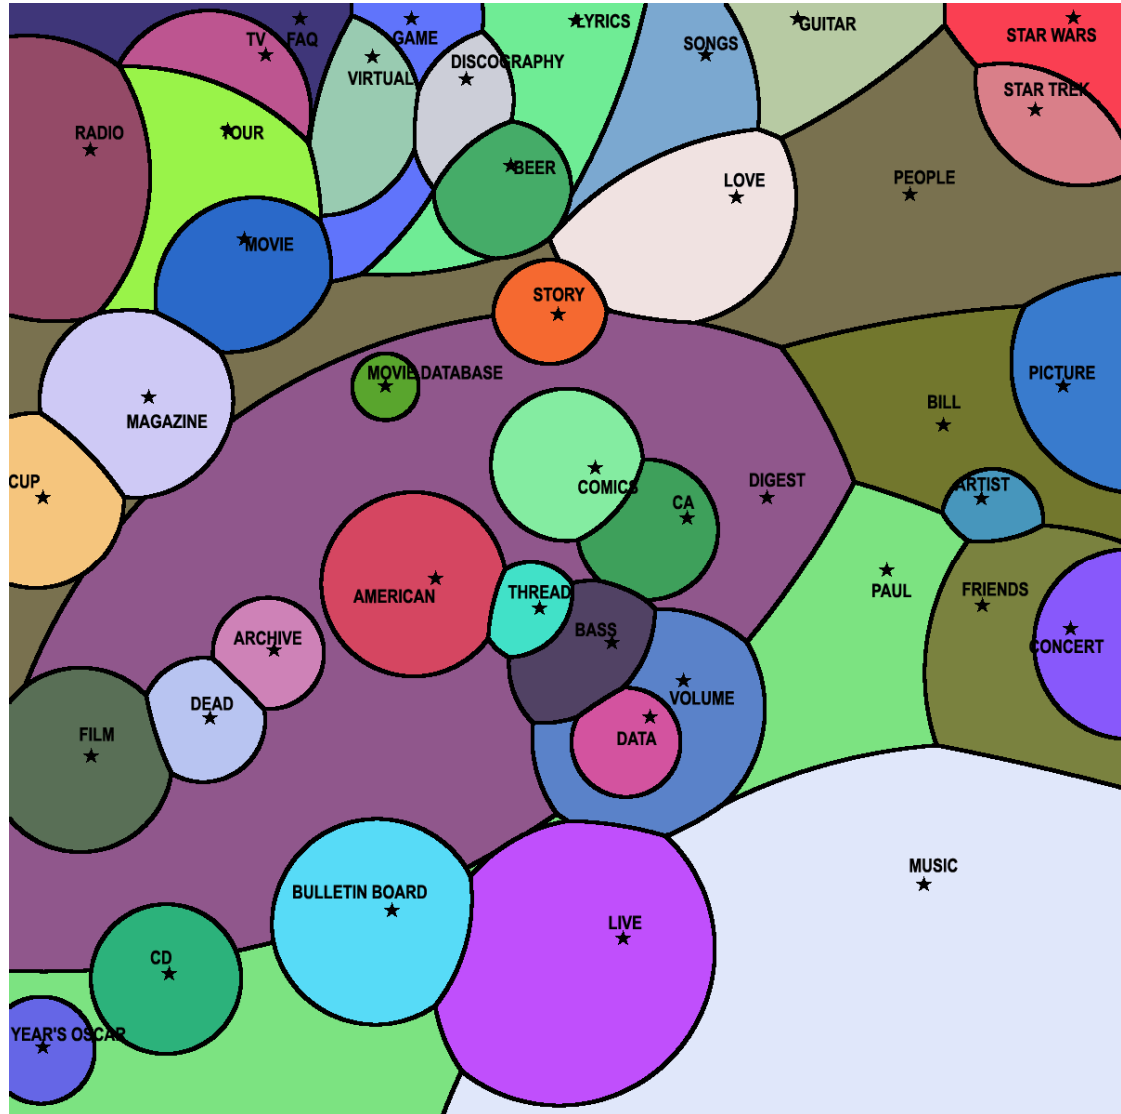 FAQ
GAME
LYRICS
GUITAR
STAR WARS
TV
VIRTUAL
DISCOGRAPHY
SONGS
STAR TREK
RADIO
TOUR
BEER
LOVE
PEOPLE
MOVIE
STORY
MOVIE DATABASE
PICTURE
MAGAZINE
BILL
CUP
COMICS
CA
DIGEST
ARTIST
AMERICAN
THREAD
PAUL
FRIENDS
ARCHIVE
BASS
CONCERT
DEAD
VOLUME
FILM
DATA
MUSIC
BULLETIN BOARD
LIVE
CD
YEAR'S OSCAR